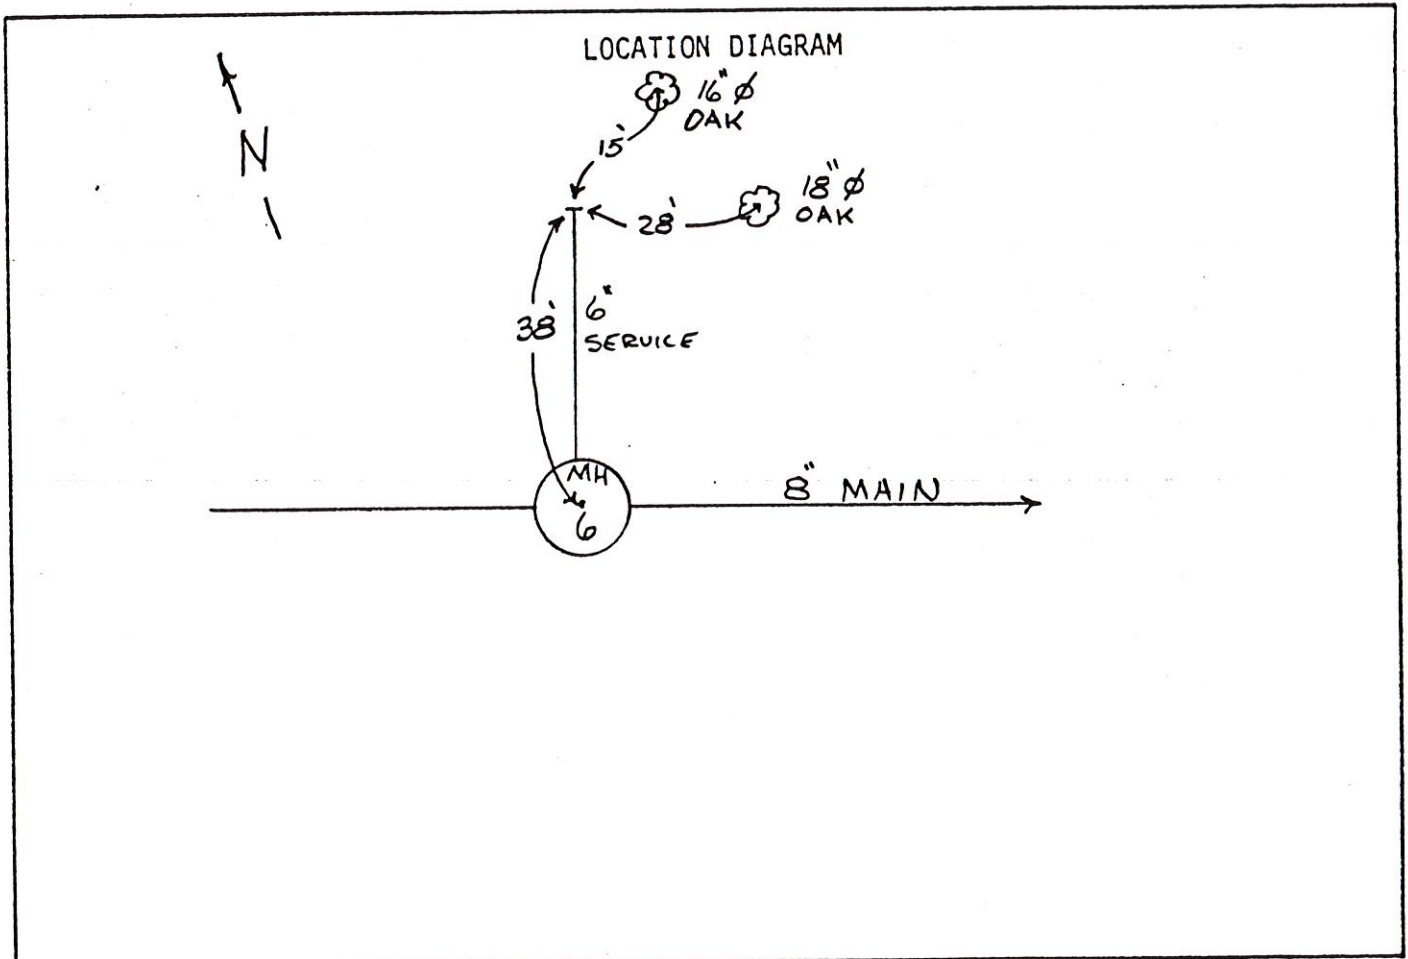 LOCATION DIAGRAM
N
16" Ø
OAK
15'
18" Ø
OAK
28'
38'
6"
SERVICE
MH
6
8" MAIN